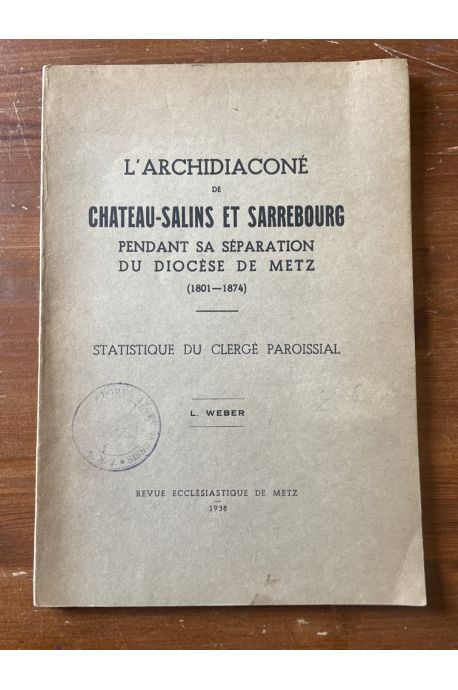 L'ARCHIDIACONÉ
DE
CHATEAU-SALINS ET SARREBOURG
PENDANT SA SÉPARATION
DU DIOCÈSE DE METZ
(1801—1874)
STATISTIQUE DU CLERGÉ PAROISSIAL
L. WEBER
REVUE ECCLÉSIASTIQUE DE METZ
1938